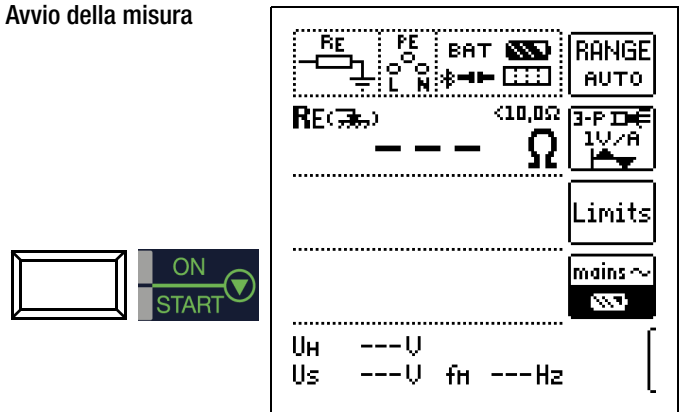 Avvio della misura
ON
START
RE
PE
L N
BAT
RANGE
AUTO
RE( )
<10,0Ω
--- Ω
3-P
1V/A
Limits
mains~
UH ---V
US ---V fH ---Hz